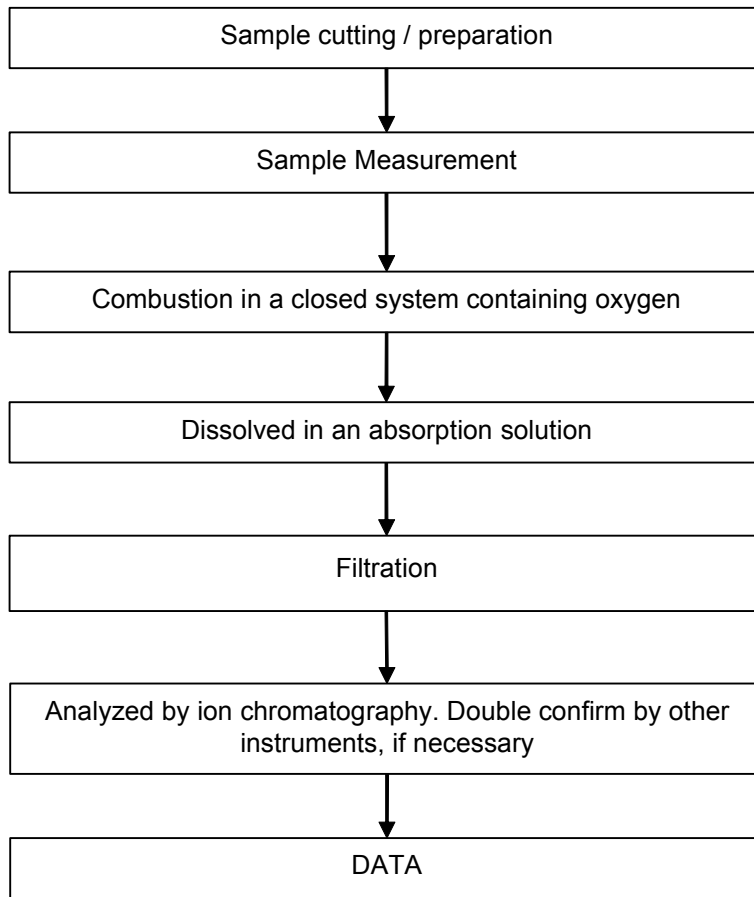 Sample cutting / preparation
Sample Measurement
Combustion in a closed system containing oxygen
Dissolved in an absorption solution
Filtration
Analyzed by ion chromatography. Double confirm by other
instruments, if necessary
DATA